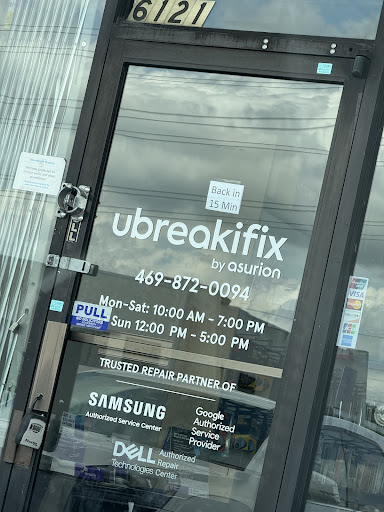 6121
Back in
15 Min
ubreakifix
by asurion
469-872-0094
Mon-Sat: 10:00 AM - 7:00 PM
Sun 12:00 PM - 5:00 PM
PULL
TRUSTED REPAIR PARTNER OF
SAMSUNG
Authorized Service Center
Google
Authorized
Service
Provider
DELL
Technologies
Authorized
Repair
Center
VISA